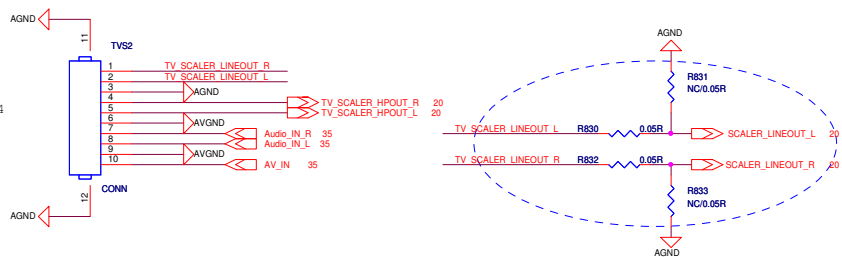 AGND
11
TVS2
1 TV_SCALER_LINEOUT_R
2 TV_SCALER_LINEOUT_L
3 AGND
4 TV_SCALER_HPOUT_R 20
5 TV_SCALER_HPOUT_L 20
6 AVGND
7 Audio_IN_R 35
8 Audio_IN_L 35
9 AVGND
10 AV_IN 35
CONN
12
AGND
4
AGND
R831
NC/0.05R
TV_SCALER_LINEOUT_L R830 0.05R SCALER_LINEOUT_L 20
TV_SCALER_LINEOUT_R R832 0.05R SCALER_LINEOUT_R 20
R833
NC/0.05R
AGND